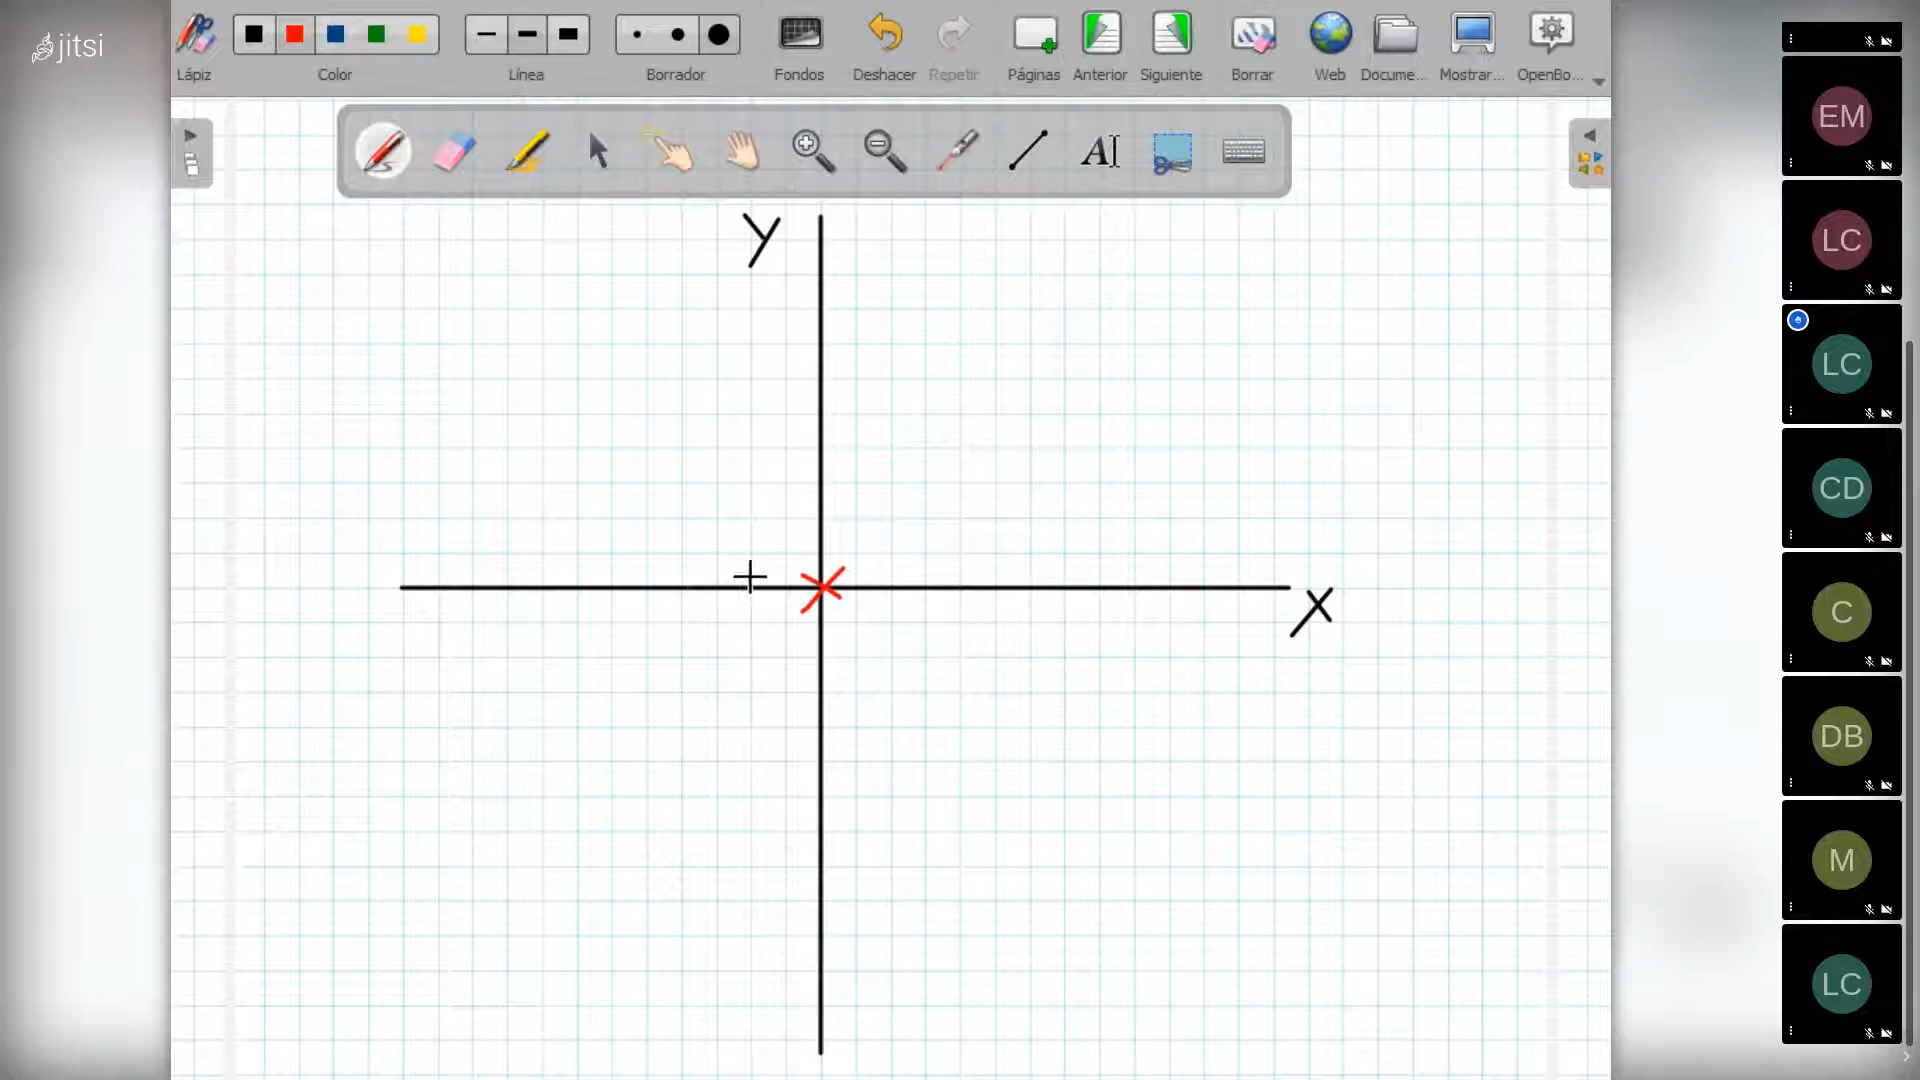 jitsi
Lápiz
Color
Línea
Borrador
Fondos
Deshacer
Repetir
Páginas
Anterior
Siguiente
Borrar
Web
Docume...
Mostrar...
OpenBo...
A
y
x
EM
LC
LC
CD
C
DB
M
LC